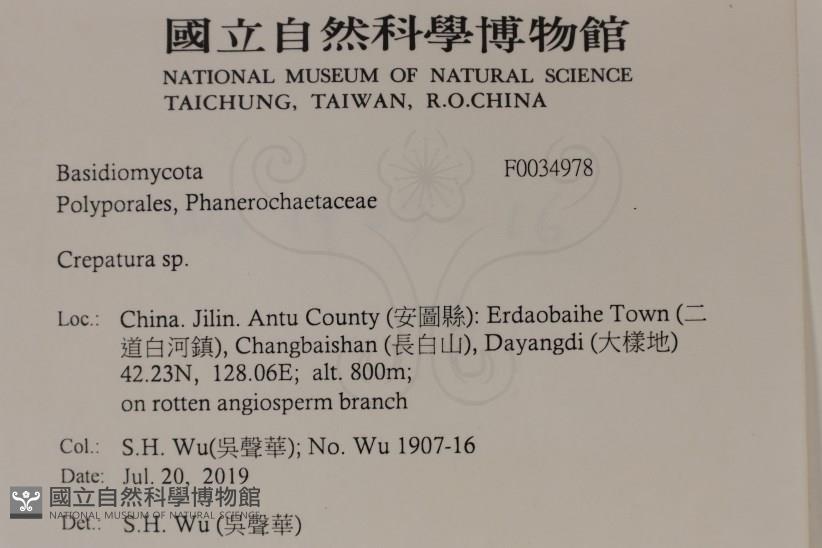 國立自然科學博物館
NATIONAL MUSEUM OF NATURAL SCIENCE
TAICHUNG, TAIWAN, R.O.CHINA
Basidiomycota F0034978
Polyporales, Phanerochaetaceae
Crepatura sp.
Loc.: China. Jilin. Antu County (安圖縣): Erdaobaihe Town (二
道白河鎮), Changbaishan (長白山), Dayangdi (大樣地)
42.23N, 128.06E; alt. 800m;
on rotten angiosperm branch
Col.: S.H. Wu(吳聲華); No. Wu 1907-16
Date: Jul. 20, 2019
國立自然科學博物館
NATIONAL MUSEUM OF NATURAL SCIENCE
Det.: S.H. Wu (吳聲華)